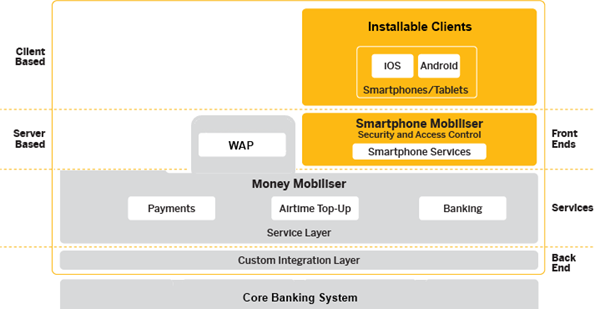 Installable Clients
Client
Based
iOS
Android
Smartphones/Tablets
Server
Based
Smartphone Mobiliser
Security and Access Control
Front
Ends
WAP
Smartphone Services
Money Mobiliser
Payments
Airtime Top-Up
Banking
Services
Service Layer
Custom Integration Layer
Back
End
Core Banking System